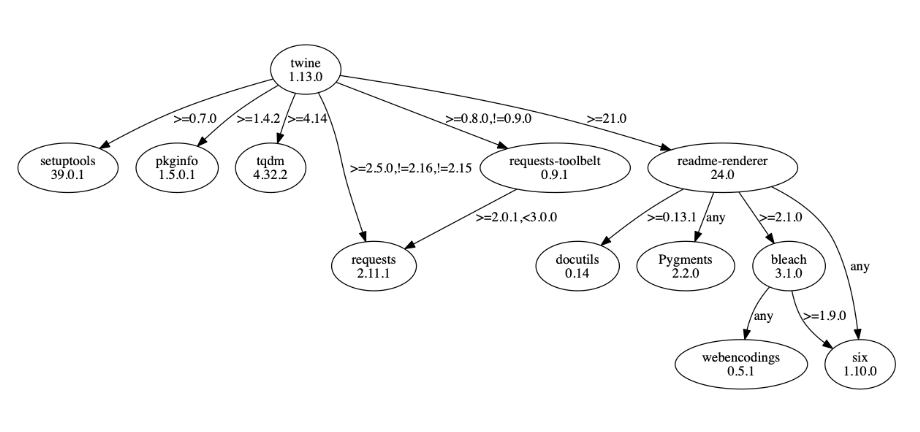 twine
1.13.0
>=0.7.0
>=1.4.2
>=4.14
>=0.8.0,!=0.9.0
>=21.0
setuptools
39.0.1
pkginfo
1.5.0.1
tqdm
4.32.2
>=2.5.0,!=2.16,!=2.15
requests-toolbelt
0.9.1
readme-renderer
24.0
>=2.0.1,<3.0.0
>=0.13.1
any
>=2.1.0
requests
2.11.1
docutils
0.14
Pygments
2.2.0
bleach
3.1.0
any
any
>=1.9.0
webencodings
0.5.1
six
1.10.0